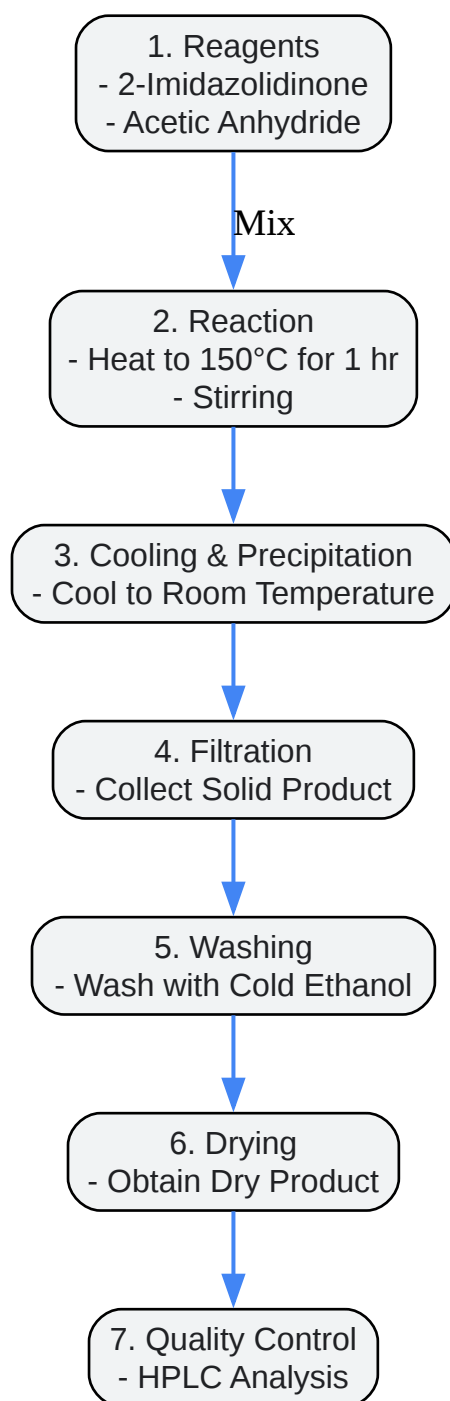 1. Reagents
- 2-Imidazolidinone
- Acetic Anhydride
Mix
2. Reaction
- Heat to 150°C for 1 hr
- Stirring
3. Cooling & Precipitation
- Cool to Room Temperature
4. Filtration
- Collect Solid Product
5. Washing
- Wash with Cold Ethanol
6. Drying
- Obtain Dry Product
7. Quality Control
- HPLC Analysis